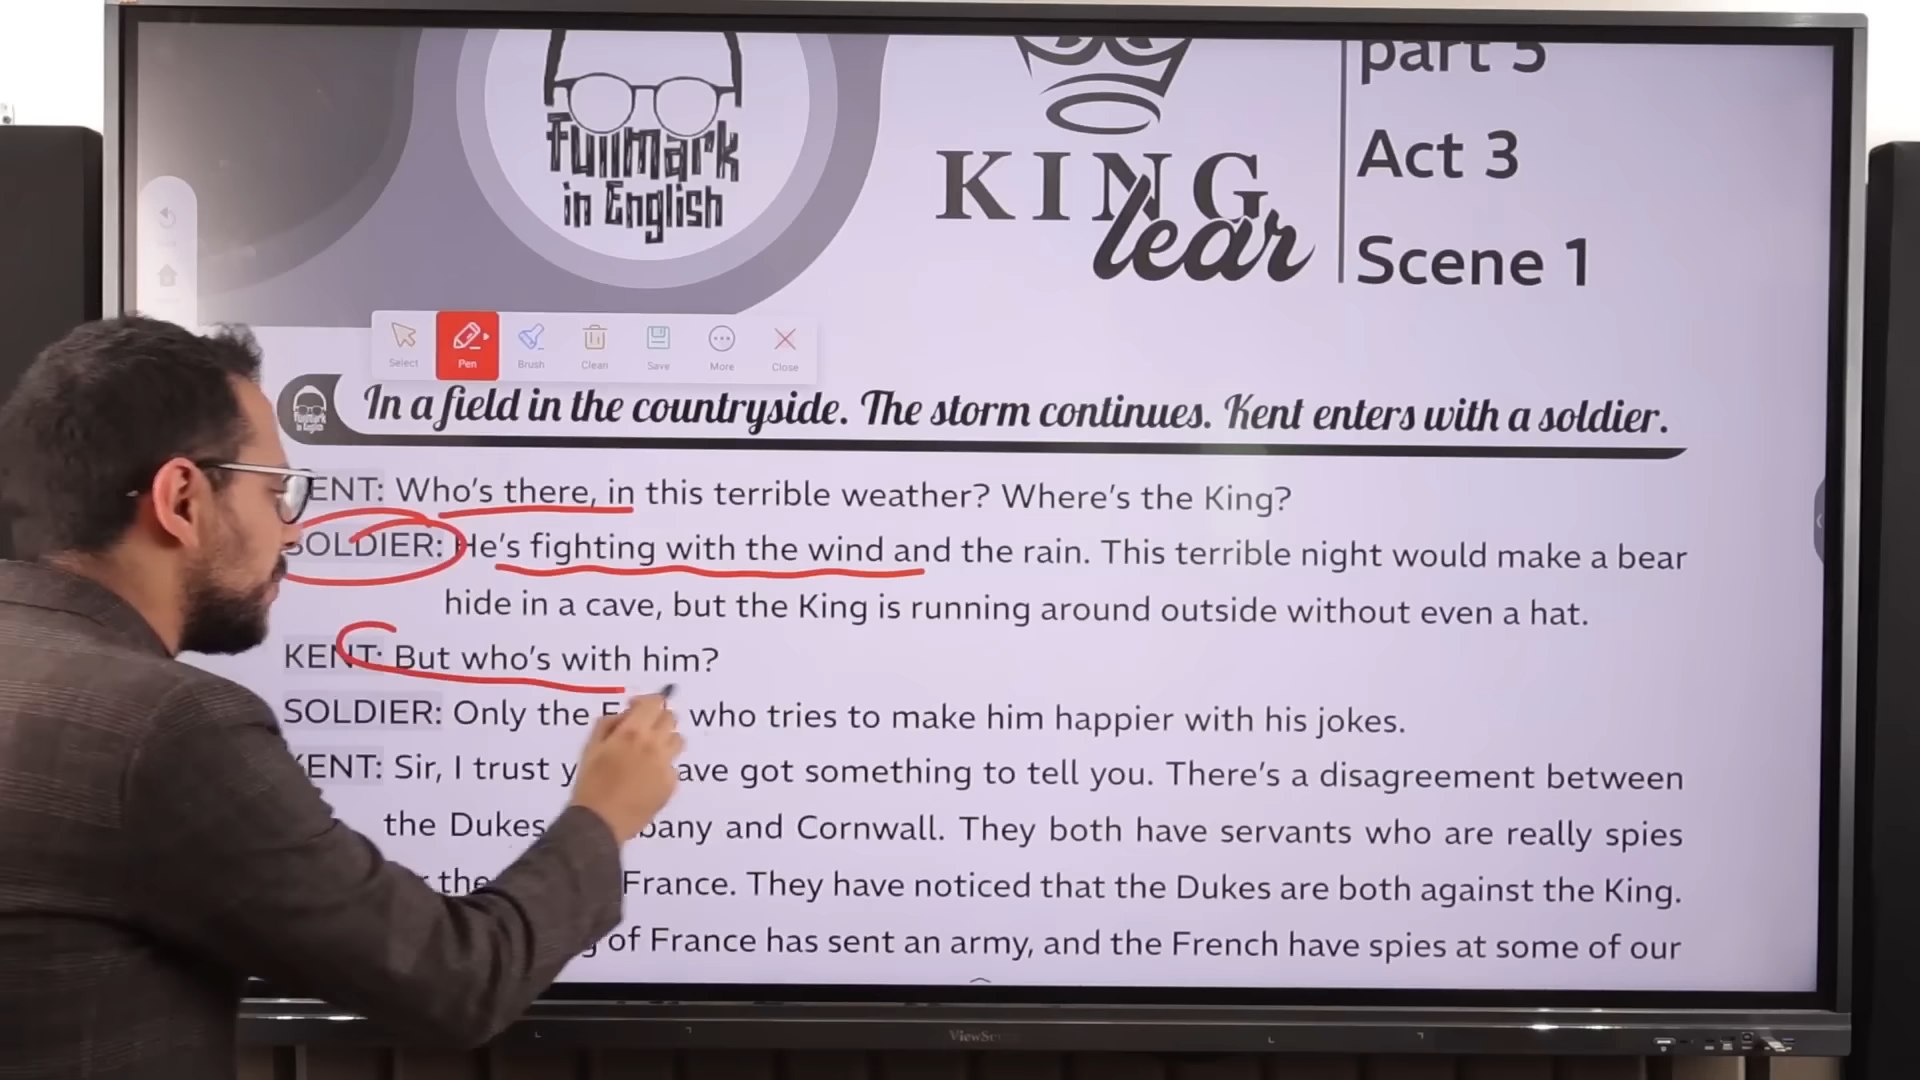 fullmark
in English
KING
lear
part 5
Act 3
Scene 1
Select
Pen
Brush
Clean
Save
More
Close
In a field in the countryside. The storm continues. Kent enters with a soldier.
ENT: Who's there, in this terrible weather? Where's the King?
SOLDIER: He's fighting with the wind and the rain. This terrible night would make a bear
hide in a cave, but the King is running around outside without even a hat.
KENT: But who's with him?
SOLDIER: Only the who tries to make him happier with his jokes.
KENT: Sir, I trust y ave got something to tell you. There's a disagreement between
the Dukes bany and Cornwall. They both have servants who are really spies
the France. They have noticed that the Dukes are both against the King.
of France has sent an army, and the French have spies at some of our